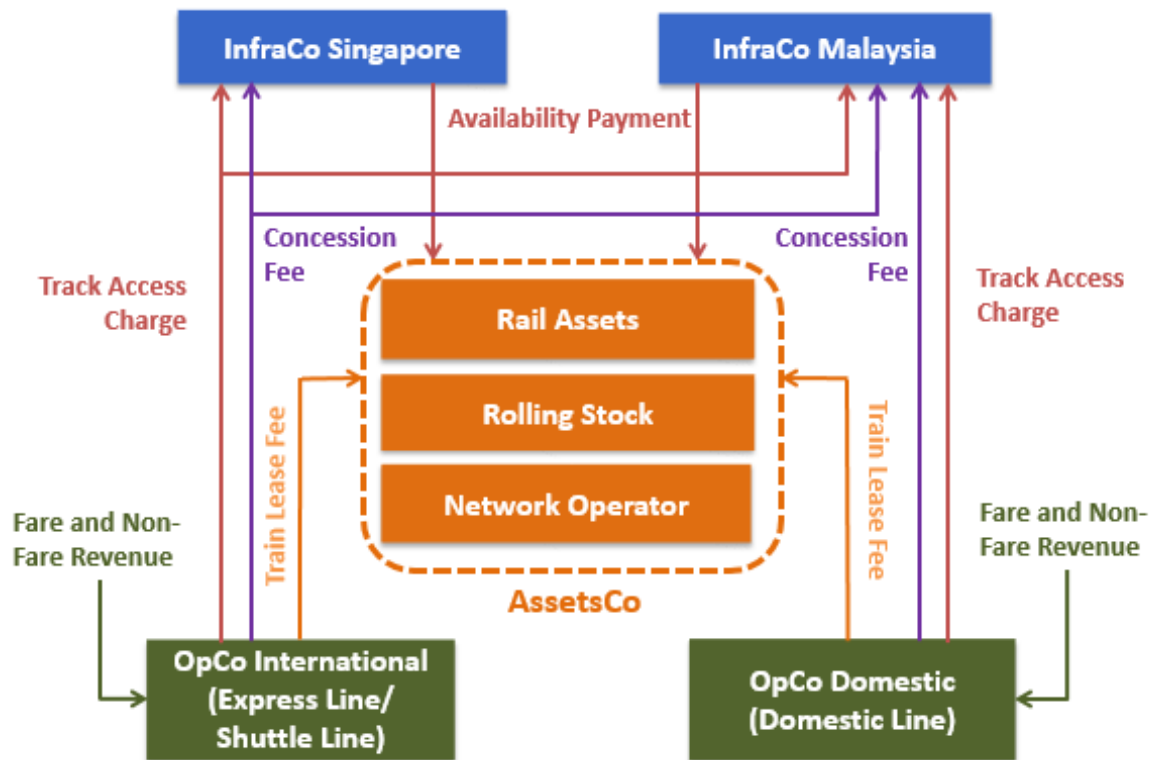 InfraCo Singapore
InfraCo Malaysia
Availability Payment
Concession
Fee
Concession
Fee
Track Access
Charge
Track Access
Charge
Rail Assets
Rolling Stock
Network Operator
AssetsCo
Train Lease Fee
Train Lease Fee
Fare and Non-
Fare Revenue
Fare and Non-
Fare Revenue
OpCo International
(Express Line/
Shuttle Line)
OpCo Domestic
(Domestic Line)